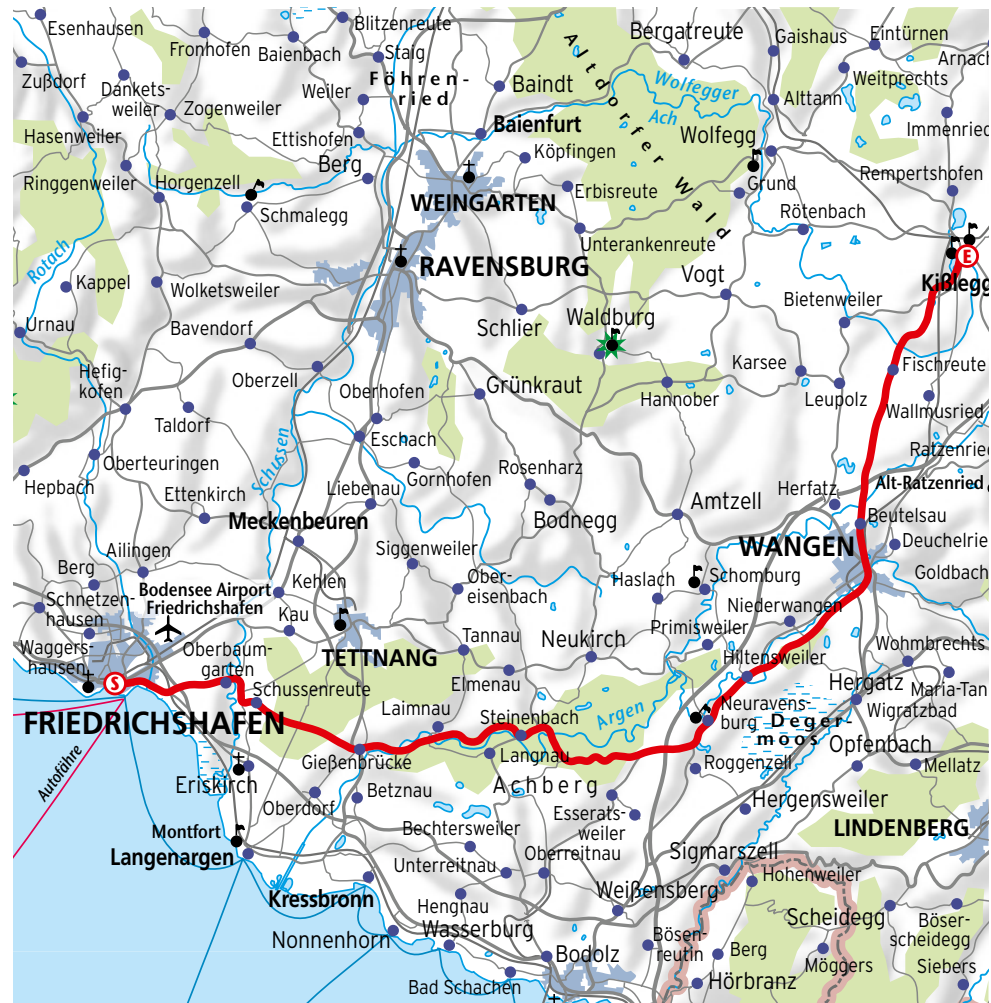 Esenhausen
Fronhofen
Baienbach
Blitzenreute
Staig
Bergatreute
Gaishaus
Eintürnen
Arnach
Zußdorf
Dankets-
weiler
Zogenweiler
Weiler
Föhren-
ried
Baindt
Altdorfer Wald
Wolfegger
Ach
Weitprechts
Alttann
Hasenweiler
Ettishofen
Baienfurt
Wolfegg
Immenried
Berg
Köpfingen
Ringgenweiler
Horgenzell
Schmalegg
WEINGARTEN
Erbisreute
Grund
Rempertshofen
Rötenbach
Unterankenreute
Rotach
Kappel
Wolketsweiler
RAVENSBURG
Vogt
E
Kißlegg
Bietenweiler
Urnau
Bavendorf
Schlier
Waldburg
Hefig-
kofen
Oberzell
Oberhofen
Grünkraut
Karsee
Fischreute
Hannober
Leupolz
Wallmusried
Taldorf
Eschach
Ratzenried
Oberteuringen
Schussen
Gornhofen
Rosenharz
Hepbach
Ettenkirch
Liebenau
Amtzell
Herfatz
Alt-Ratzenried
Meckenbeuren
Bodnegg
Beutelsau
Ailingen
Siggenweiler
WANGEN
Deuchelrie
Berg
Bodensee Airport
Friedrichshafen
Kehlen
Ober-
eisenbach
Haslach
Schomburg
Goldbach
Schnetzen-
hausen
Kau
Niederwangen
Waggers-
hausen
Oberbaum-
garten
Tannau
Neukirch
Primisweiler
Wohmbrechts
TETTNANG
Elmenau
Hiltensweiler
S
Schussenreute
Hergatz
Maria-Tan
FRIEDRICHSHAFEN
Laimnau
Steinenbach
Argen
Neuravens-
burg
Deger-
moos
Wigratzbad
Gießenbrücke
Langnau
Roggenzell
Opfenbach
Autofähre
Eriskirch
Betznau
Achberg
Mellatz
Oberdorf
Esserats-
weiler
Hergensweiler
Montfort
Bechtersweiler
LINDENBERG
Langenargen
Unterreitnau
Oberreitnau
Sigmarszell
Hohenweiler
Kressbronn
Hengnau
Weißensberg
Scheidegg
Böser-
scheidegg
Nonnenhorn
Wasserburg
Bösen-
reutin
Berg
Möggers
Siebers
Bodolz
Bad Schachen
Hörbranz